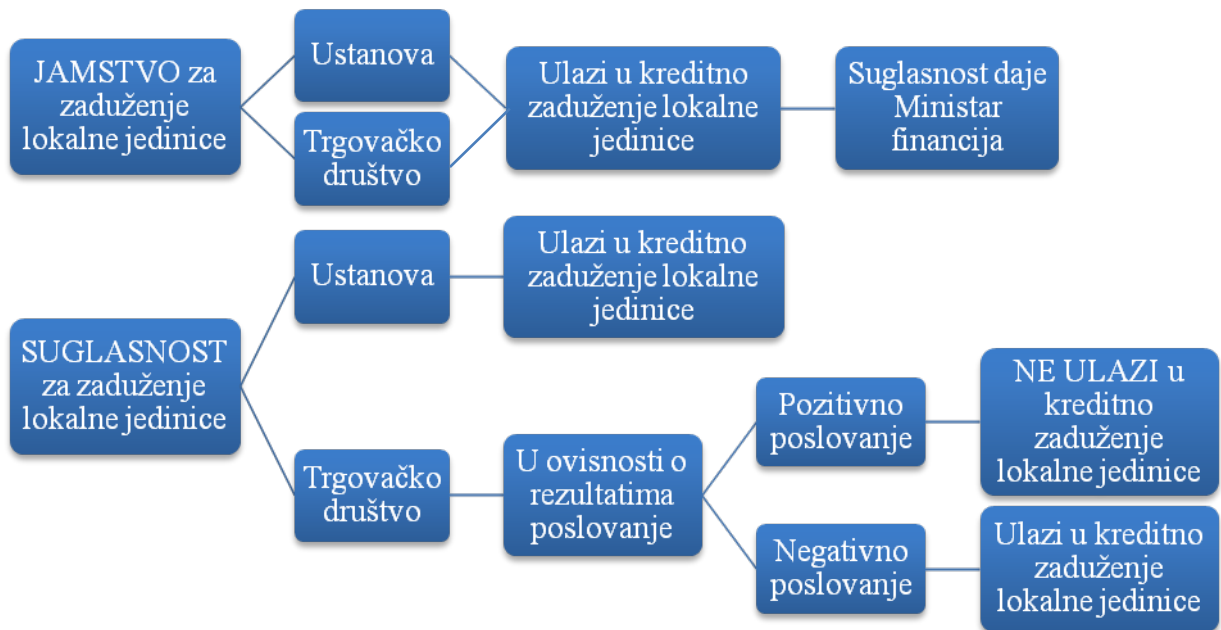 JAMSTVO za
zaduženje
lokalne jedinice
Ustanova
Trgovačko
društvo
Ulazi u kreditno
zaduženje lokalne
jedinice
Suglasnost daje
Ministar
financija
SUGLASNOST
za zaduženje
lokalne jedinice
Ustanova
Ulazi u kreditno
zaduženje lokalne
jedinice
Trgovačko
društvo
U ovisnosti o
rezultatima
poslovanje
Pozitivno
poslovanje
NE ULAZI u
kreditno
zaduženje
lokalne jedinice
Negativno
poslovanje
Ulazi u kreditno
zaduženje
lokalne jedinice